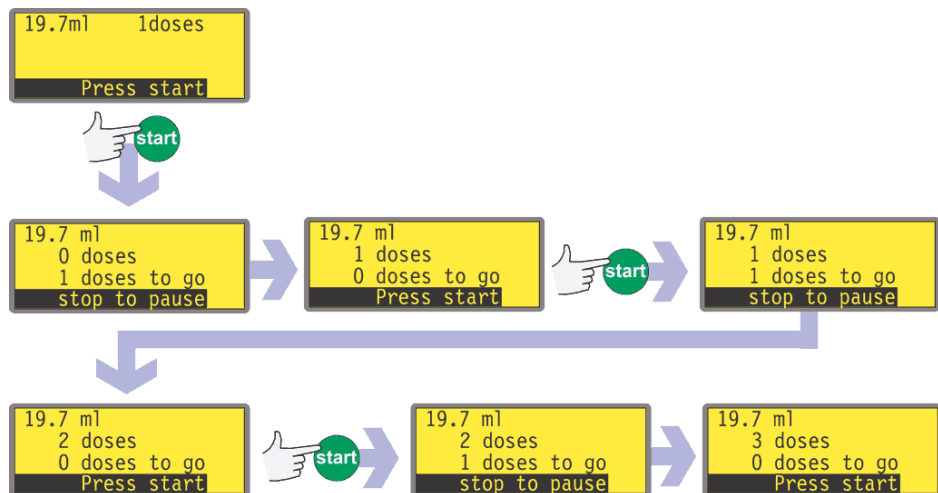 19.7ml 1doses
Press start
start
19.7 ml
0 doses
1 doses to go
stop to pause
19.7 ml
1 doses
0 doses to go
Press start
start
19.7 ml
1 doses
1 doses to go
stop to pause
19.7 ml
2 doses
0 doses to go
Press start
start
19.7 ml
2 doses
1 doses to go
stop to pause
19.7 ml
3 doses
0 doses to go
Press start